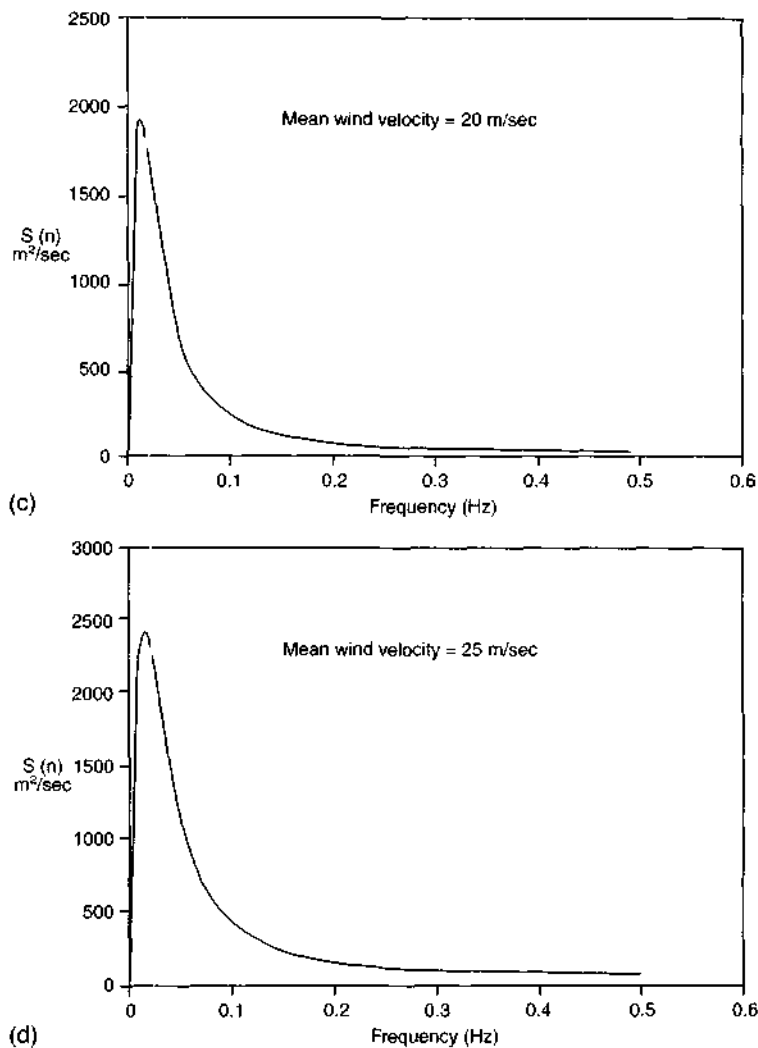 2500
2000
Mean wind velocity = 20 m/sec
1500
S (n)
m²/sec
1000
500
0
0 0.1 0.2 0.3 0.4 0.5 0.6
(c)
Frequency (Hz)
3000
2500
Mean wind velocity = 25 m/sec
2000
S (n)
m²/sec
1500
1000
500
0
0 0.1 0.2 0.3 0.4 0.5 0.6
(d)
Frequency (Hz)